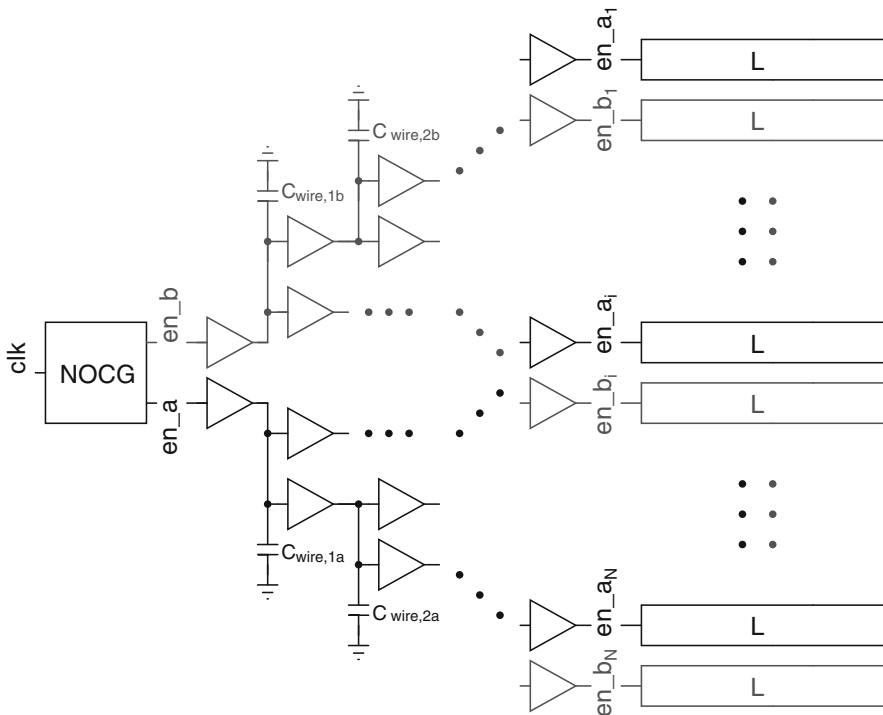 en_a1
L
en_b1
L
Cwire,2b
Cwire,1b
en_b
clk
NOCG
en_a
en_ai
L
en_bi
L
Cwire,1a
Cwire,2a
en_aN
L
en_bN
L